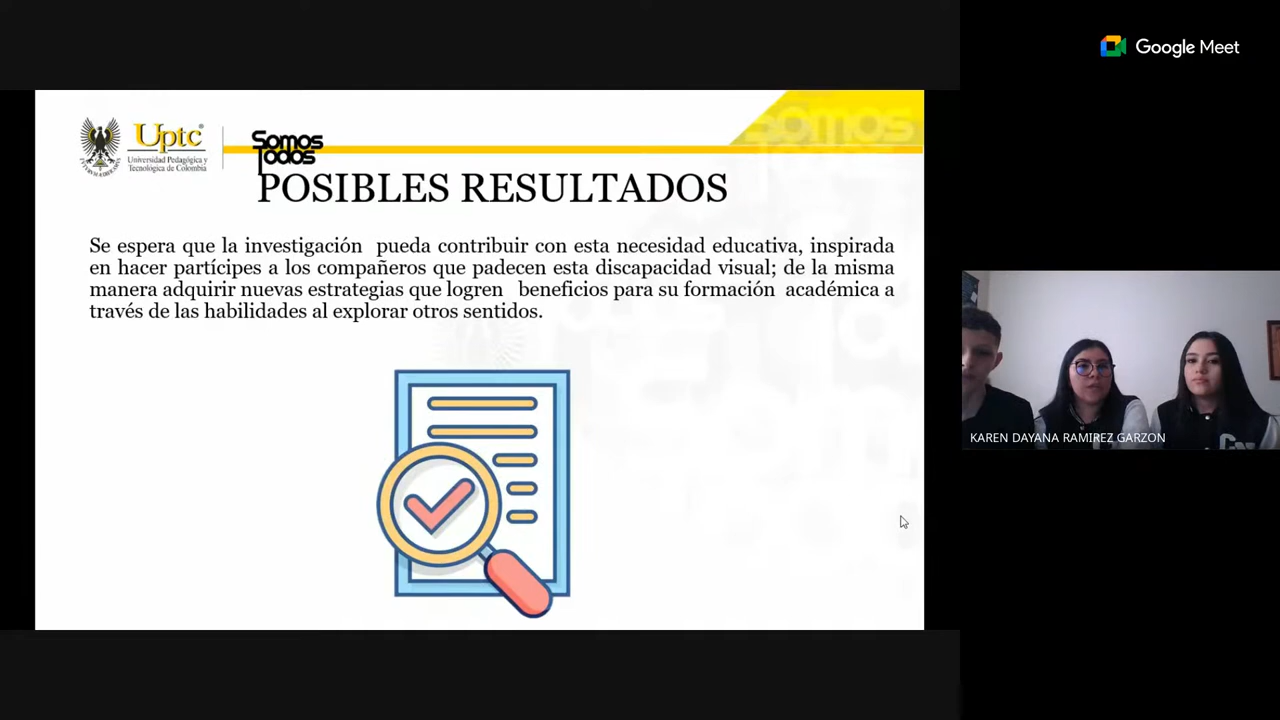 Google Meet
Uptc
Universidad Pedagógica y
Tecnológica de Colombia
Somos
Todos
Somos
POSIBLES RESULTADOS
Se espera que la investigación pueda contribuir con esta necesidad educativa, inspirada
en hacer partícipes a los compañeros que padecen esta discapacidad visual; de la misma
manera adquirir nuevas estrategias que logren beneficios para su formación académica a
través de las habilidades al explorar otros sentidos.
KAREN DAYANA RAMIREZ GARZON